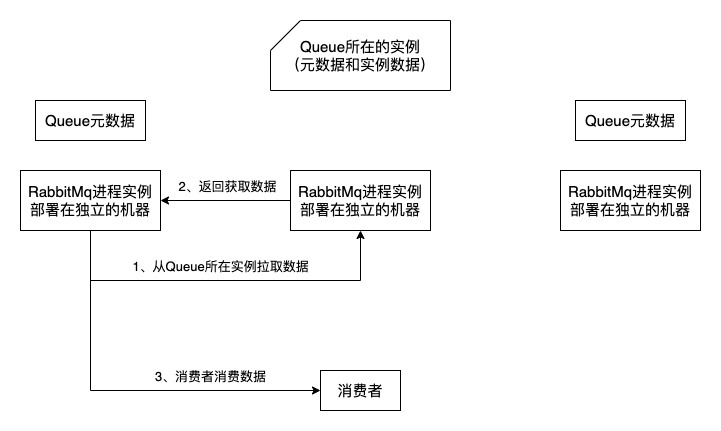 Queue所在的实例
（元数据和实例数据）
Queue元数据
Queue元数据
RabbitMq进程实例
部署在独立的机器
2、返回获取数据
RabbitMq进程实例
部署在独立的机器
RabbitMq进程实例
部署在独立的机器
1、从Queue所在实例拉取数据
3、消费者消费数据
消费者